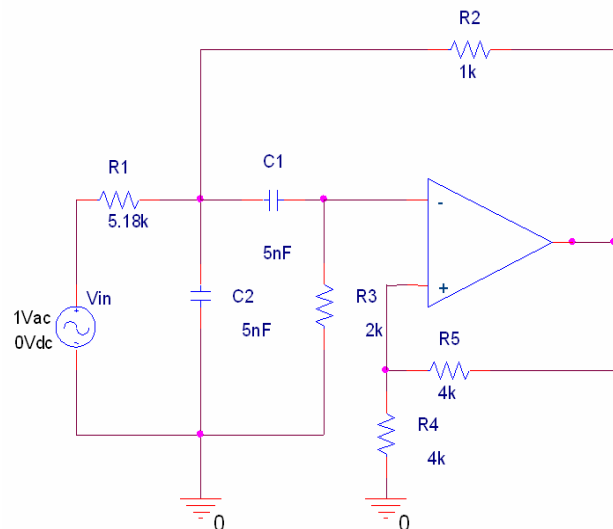 R2
1k
R1
5.18k
C1
5nF
-
+
Vin
1Vac
0Vdc
C2
5nF
R3
2k
R5
4k
R4
4k
0
0